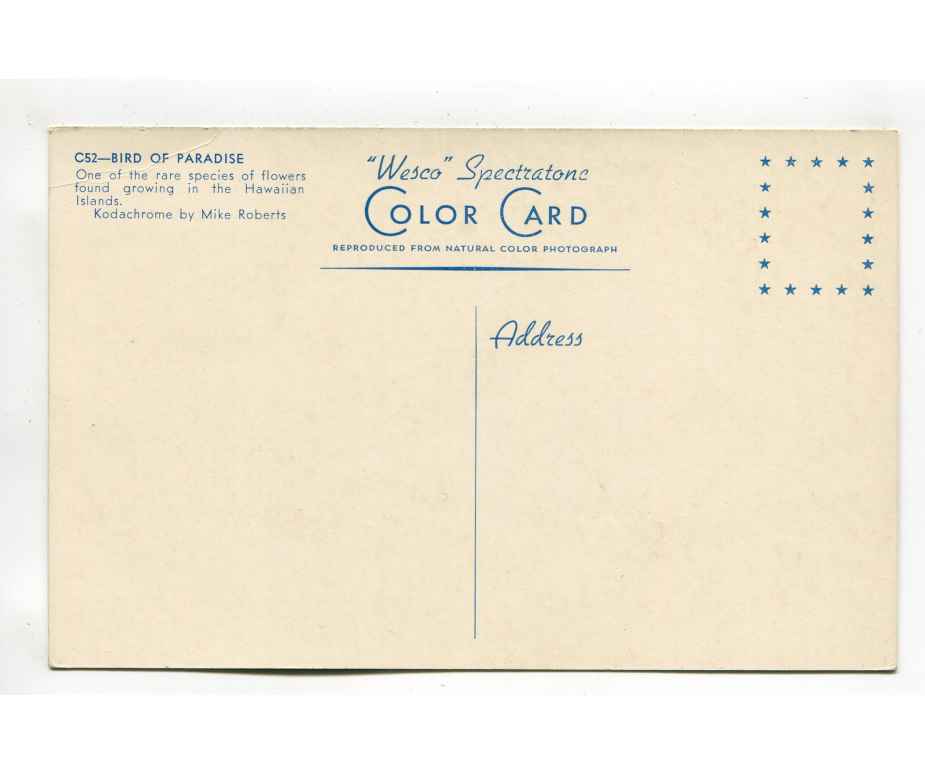 C52—BIRD OF PARADISE
One of the rare species of flowers
found growing in the Hawaiian
Islands.
Kodachrome by Mike Roberts
"Wesco" Spectratone
COLOR CARD
REPRODUCED FROM NATURAL COLOR PHOTOGRAPH
Address